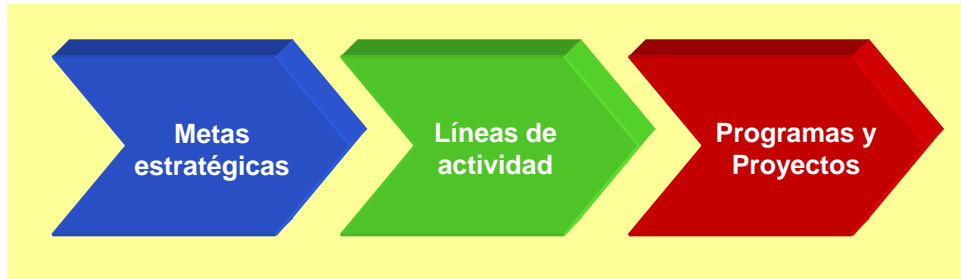 Metas
estratégicas
Líneas de
actividad
Programas y
Proyectos